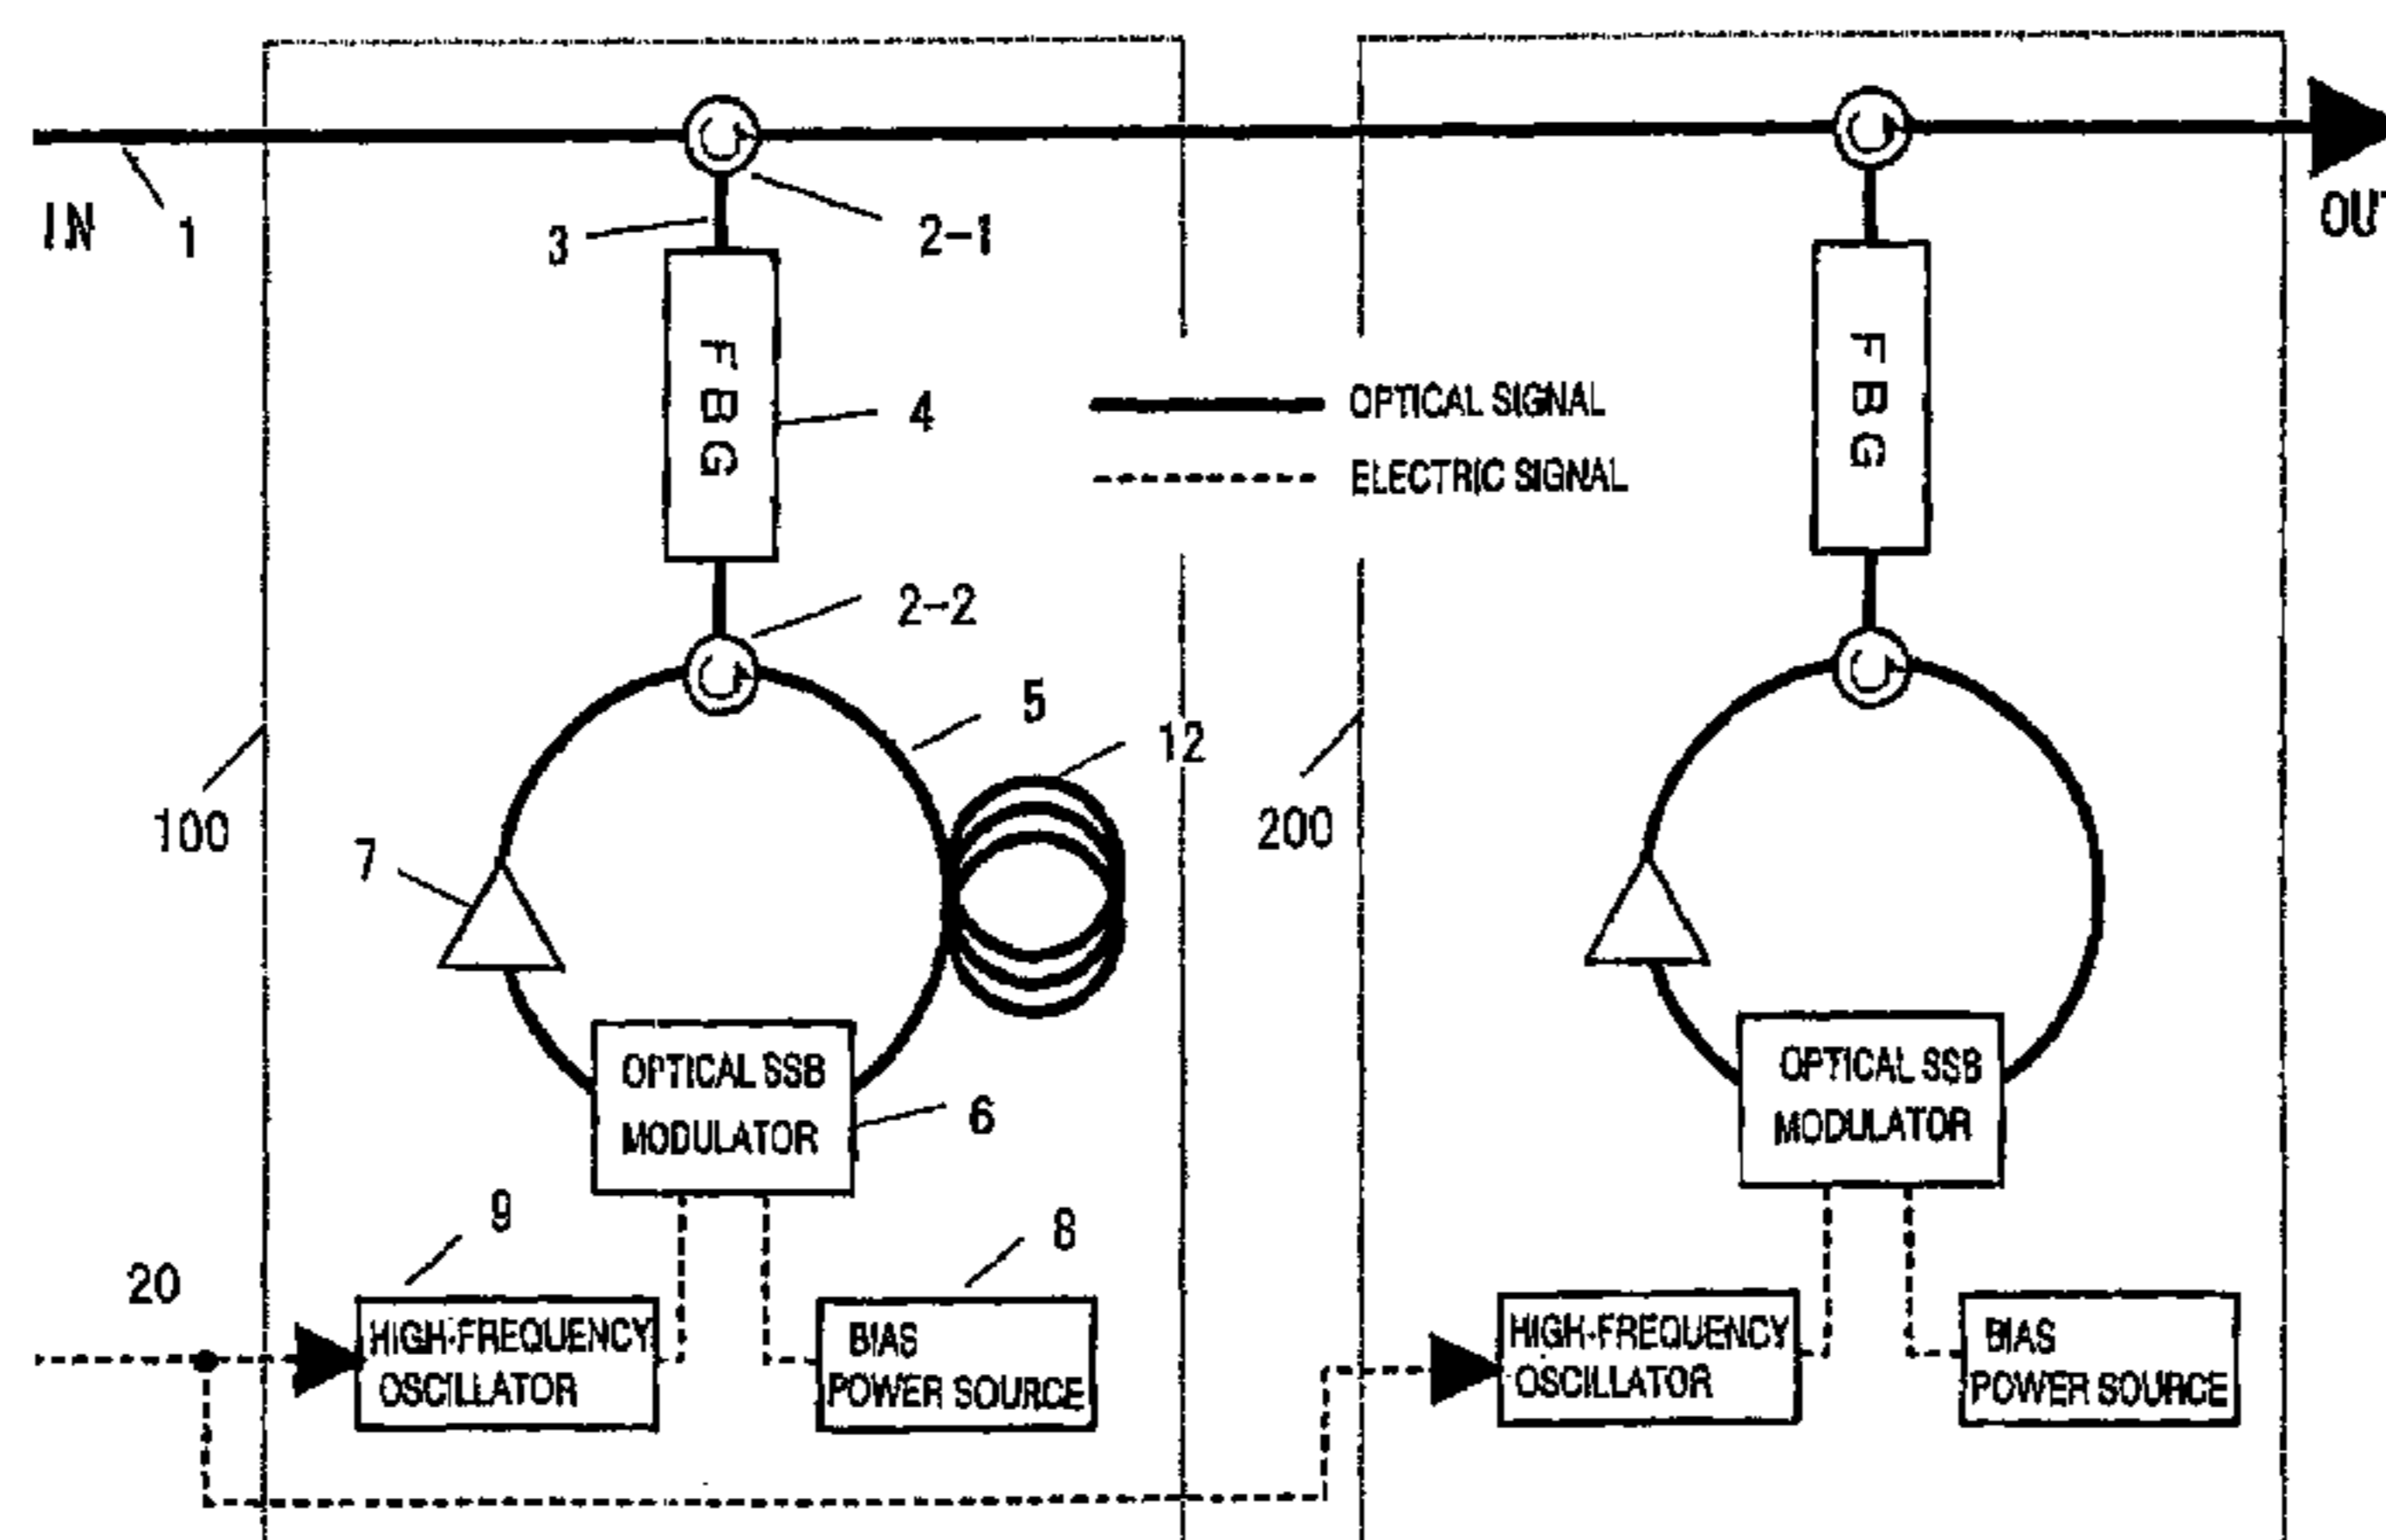 IN
1
3
2-1
OUT
FBG
4
OPTICAL SIGNAL
ELECTRIC SIGNAL
FBG
2-2
5
12
100
7
200
OPTICAL SSB
MODULATOR
6
OPTICAL SSB
MODULATOR
9
8
20
HIGH-FREQUENCY
OSCILLATOR
BIAS
POWER SOURCE
HIGH-FREQUENCY
OSCILLATOR
BIAS
POWER SOURCE